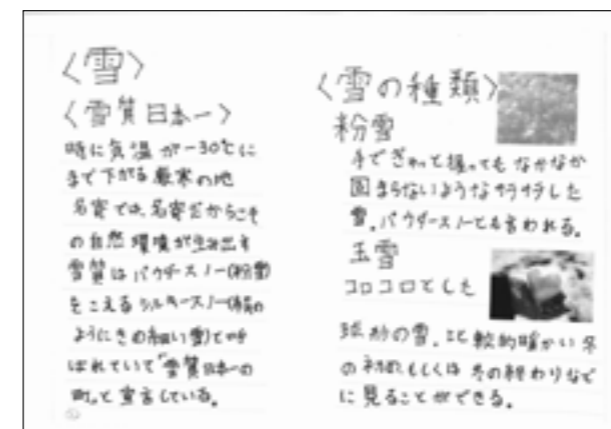 〈雪〉
〈雪質日本一〉
時に気温が-30℃に
まで下がる厳寒の地
名寄では、名寄だからこそ
の自然環境が生み出す
雪質はパウダースノー(粉雪)
をこえるシルキースノー(絹の
ようにきめ細い雪)と呼
ばれていて「雪質日本一の
町」と宣言している。
〈雪の種類〉
粉雪
手でぎゅっと握ってもなかなか
固まらないようなサラサラした
雪。パウダースノーとも言われる。
玉雪
コロコロとした
球形の雪。比較的暖かい冬
の初め、もしくは冬の終わりなど
に見ることができる。